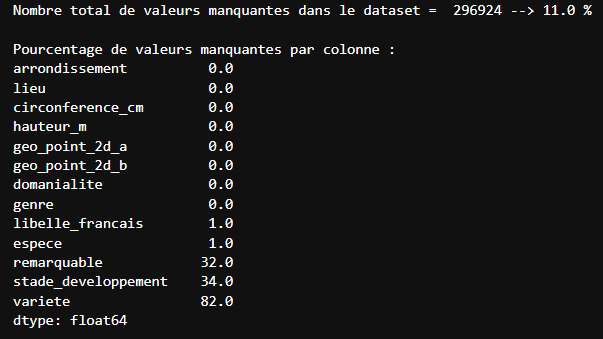 Nombre total de valeurs manquantes dans le dataset =  296924 --> 11.0 %
Pourcentage de valeurs manquantes par colonne :
arrondissement          0.0
lieu                    0.0
circonference_cm        0.0
hauteur_m               0.0
geo_point_2d_a          0.0
geo_point_2d_b          0.0
domanialite             0.0
genre                   0.0
libelle_francais        1.0
espece                  1.0
remarquable            32.0
stade_developpement    34.0
variete                82.0
dtype: float64